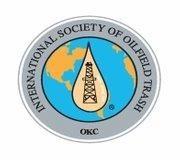 INTERNATIONAL SOCIETY OF OILFIELD TRASH
®
OKC